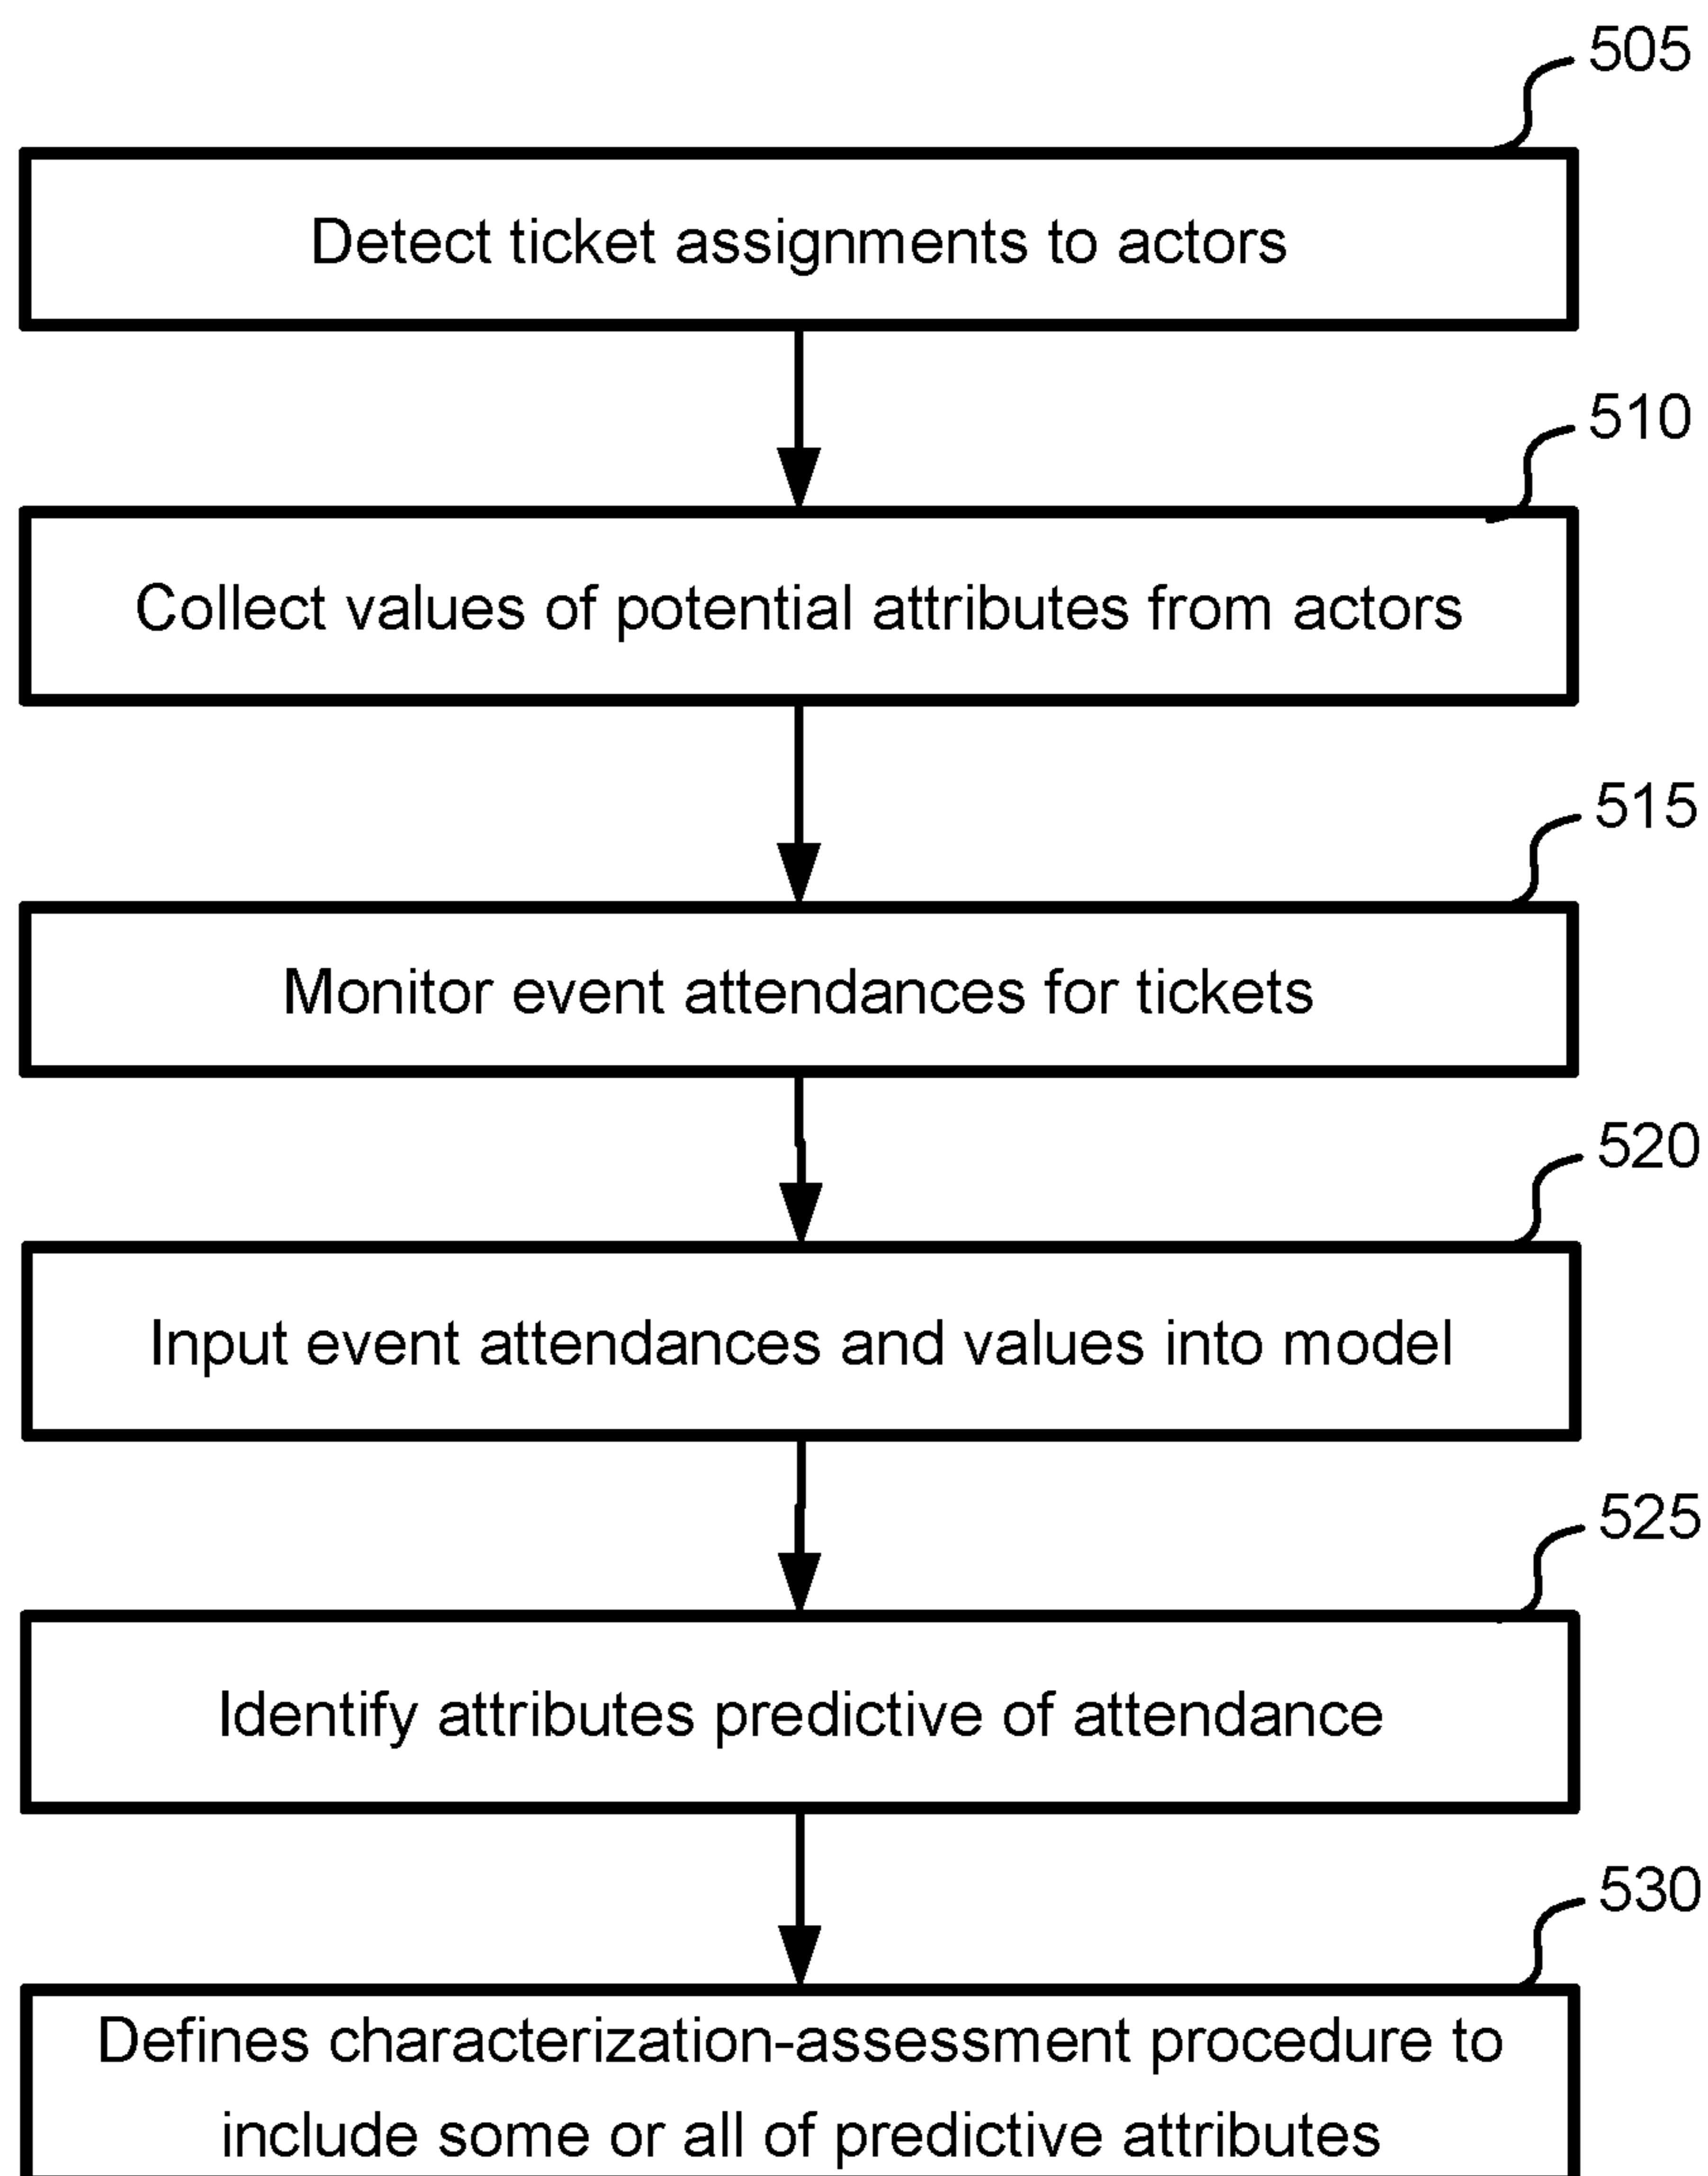 505
Detect ticket assignments to actors
510
Collect values of potential attributes from actors
515
Monitor event attendances for tickets
520
Input event attendances and values into model
525
Identify attributes predictive of attendance
530
Defines characterization-assessment procedure to
include some or all of predictive attributes